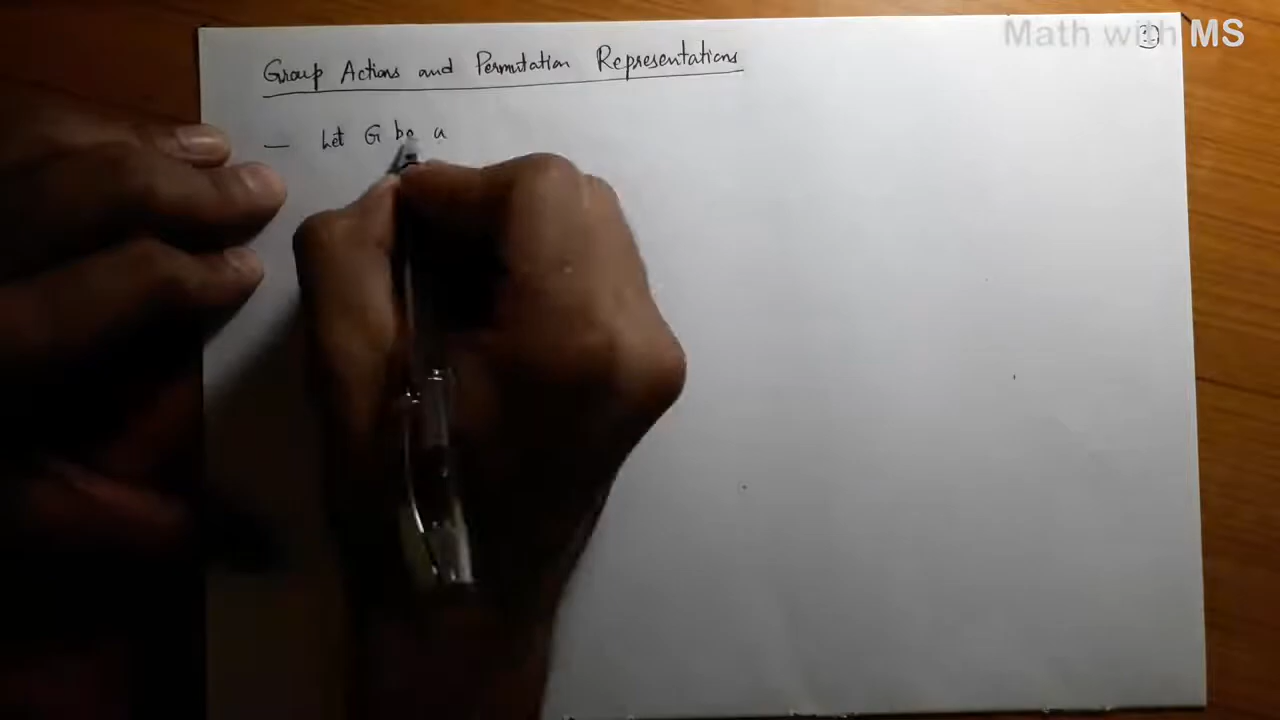 Math with MS
Group Actions and Permutation Representations
— Let G be a